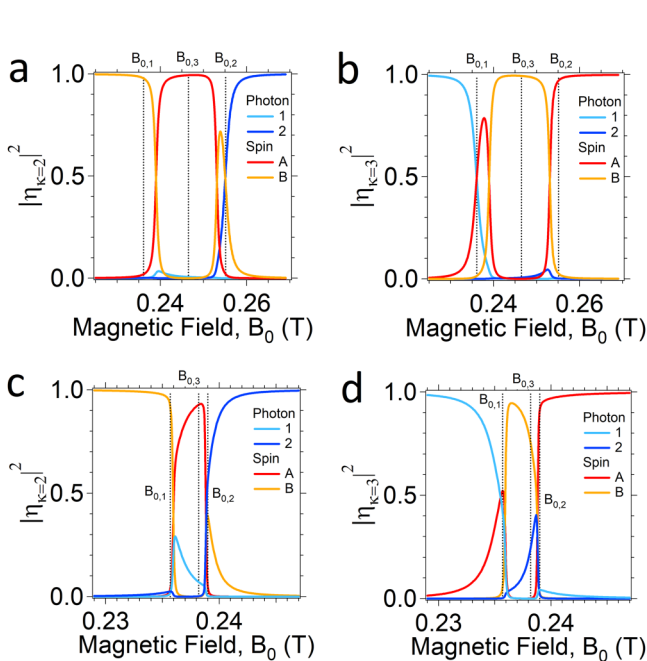 a
B0,1 B0,3 B0,2
1.0
0.5
0.0
|ηκ=2|²
Photon
1
2
Spin
A
B
0.24 0.26
Magnetic Field, B0 (T)
b
B0,1 B0,3 B0,2
1.0
0.5
0.0
|ηκ=3|²
Photon
1
2
Spin
A
B
0.24 0.26
Magnetic Field, B0 (T)
c
B0,3
1.0
0.5
0.0
|ηκ=2|²
B0,1
B0,2
Photon
1
2
Spin
A
B
0.23 0.24
Magnetic Field, B0 (T)
d
B0,3
B0,1
1.0
0.5
0.0
|ηκ=3|²
B0,2
Photon
1
2
Spin
A
B
0.23 0.24
Magnetic Field, B0 (T)